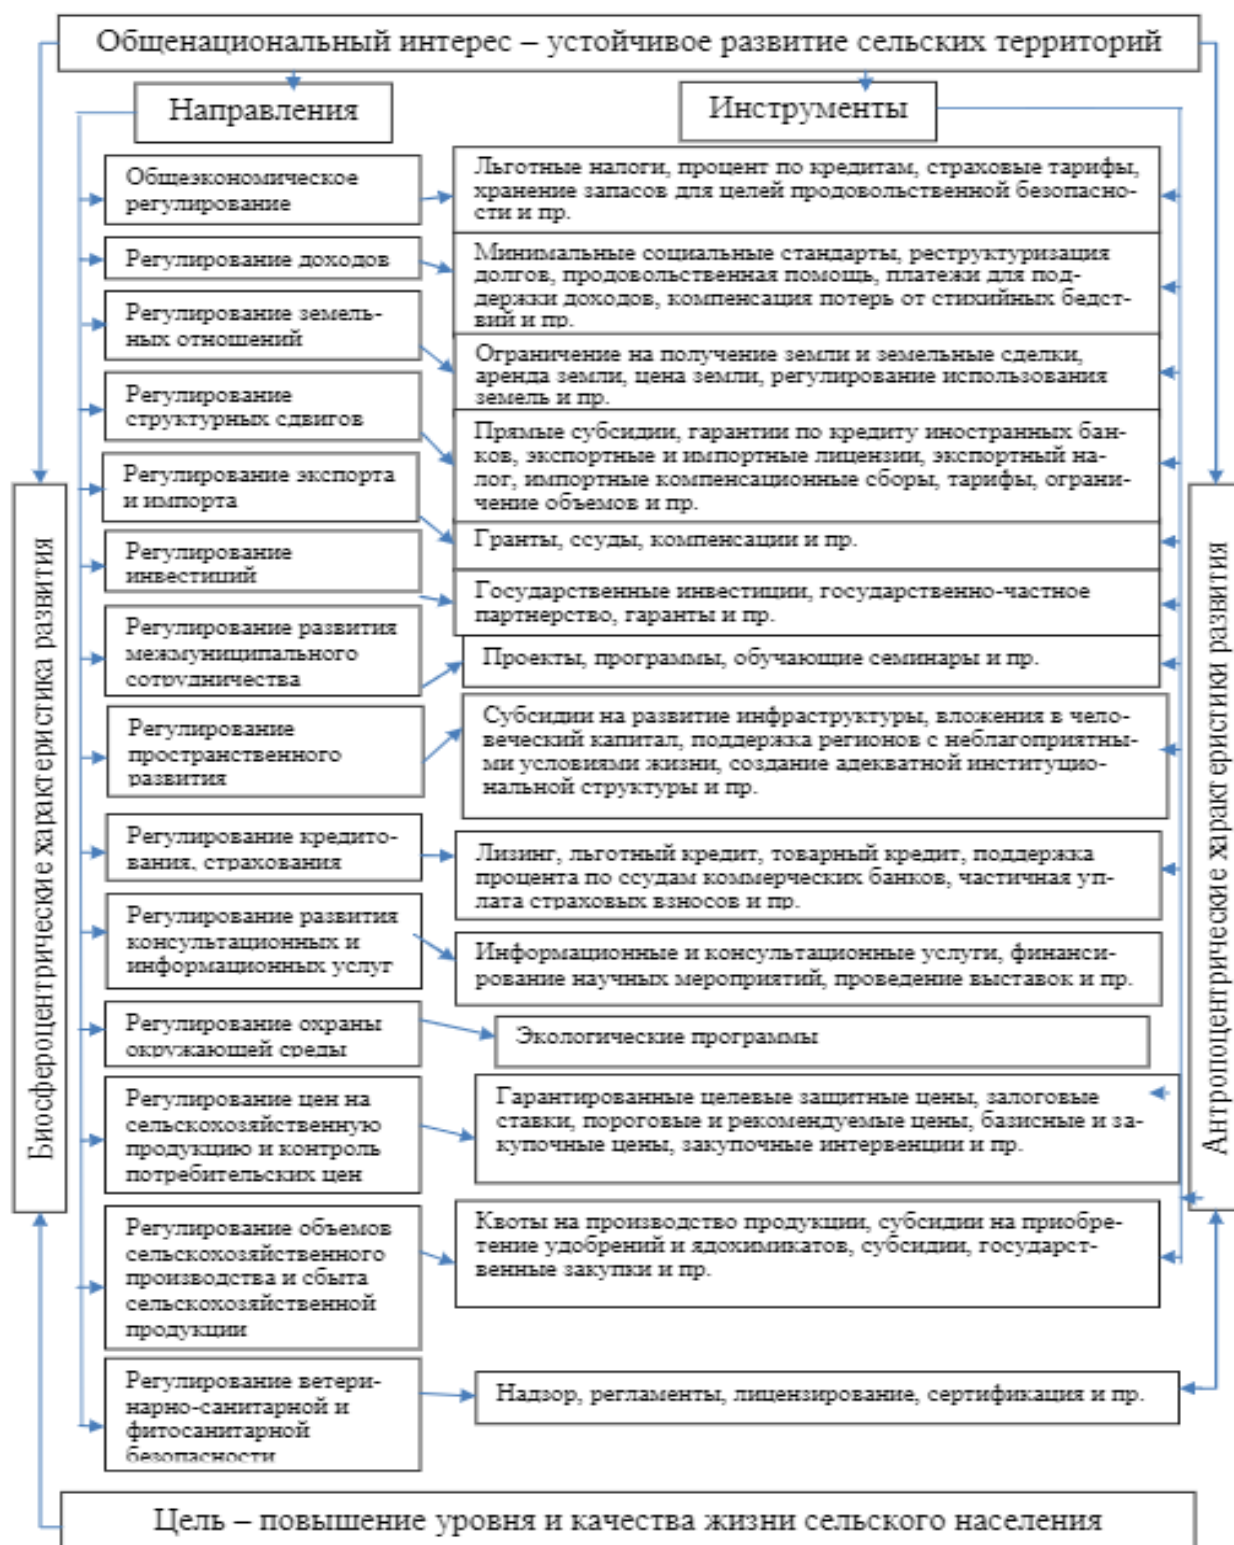 Общенациональный интерес – устойчивое развитие сельских территорий
Направления
Инструменты
Общеэкономическое
регулирование
Льготные налоги, процент по кредитам, страховые тарифы,
хранение запасов для целей продовольственной безопасно-
сти и пр.
Регулирование доходов
Минимальные социальные стандарты, реструктуризация
долгов, продовольственная помощь, платежи для под-
держки доходов, компенсация потерь от стихийных бедст-
вий и пр.
Регулирование земель-
ных отношений
Ограничение на получение земли и земельные сделки,
аренда земли, цена земли, регулирование использования
земель и пр.
Регулирование
структурных сдвигов
Прямые субсидии, гарантии по кредиту иностранных бан-
ков, экспортные и импортные лицензии, экспортный на-
лог, импортные компенсационные сборы, тарифы, ограни-
чение объемов и пр.
Регулирование экспорта
и импорта
Гранты, ссуды, компенсации и пр.
Регулирование
инвестиций
Государственные инвестиции, государственно-частное
партнерство, гаранты и пр.
Регулирование развития
межмуниципального
сотрудничества
Проекты, программы, обучающие семинары и пр.
Регулирование
пространственного
развития
Субсидии на развитие инфраструктуры, вложения в чело-
веческий капитал, поддержка регионов с неблагоприятны-
ми условиями жизни, создание адекватной институцио-
нальной структуры и пр.
Регулирование кредито-
вания, страхования
Лизинг, льготный кредит, товарный кредит, поддержка
процента по ссудам коммерческих банков, частичная уп-
лата страховых взносов и пр.
Регулирование развития
консультационных и
информационных услуг
Информационные и консультационные услуги, финанси-
рование научных мероприятий, проведение выставок и пр.
Регулирование охраны
окружающей среды
Экологические программы
Регулирование цен на
сельскохозяйственную
продукцию и контроль
потребительских цен
Гарантированные целевые защитные цены, залоговые
ставки, пороговые и рекомендуемые цены, базисные и за-
купочные цены, закупочные интервенции и пр.
Регулирование объемов
сельскохозяйственного
производства и сбыта
сельскохозяйственной
продукции
Квоты на производство продукции, субсидии на приобре-
тение удобрений и ядохимикатов, субсидии, государст-
венные закупки и пр.
Регулирование ветери-
нарно-санитарной и
фитосанитарной
безопасности
Надзор, регламенты, лицензирование, сертификация и пр.
Биосфероцентрические характеристика развития
Антропоцентрические характеристики развития
Цель – повышение уровня и качества жизни сельского населения